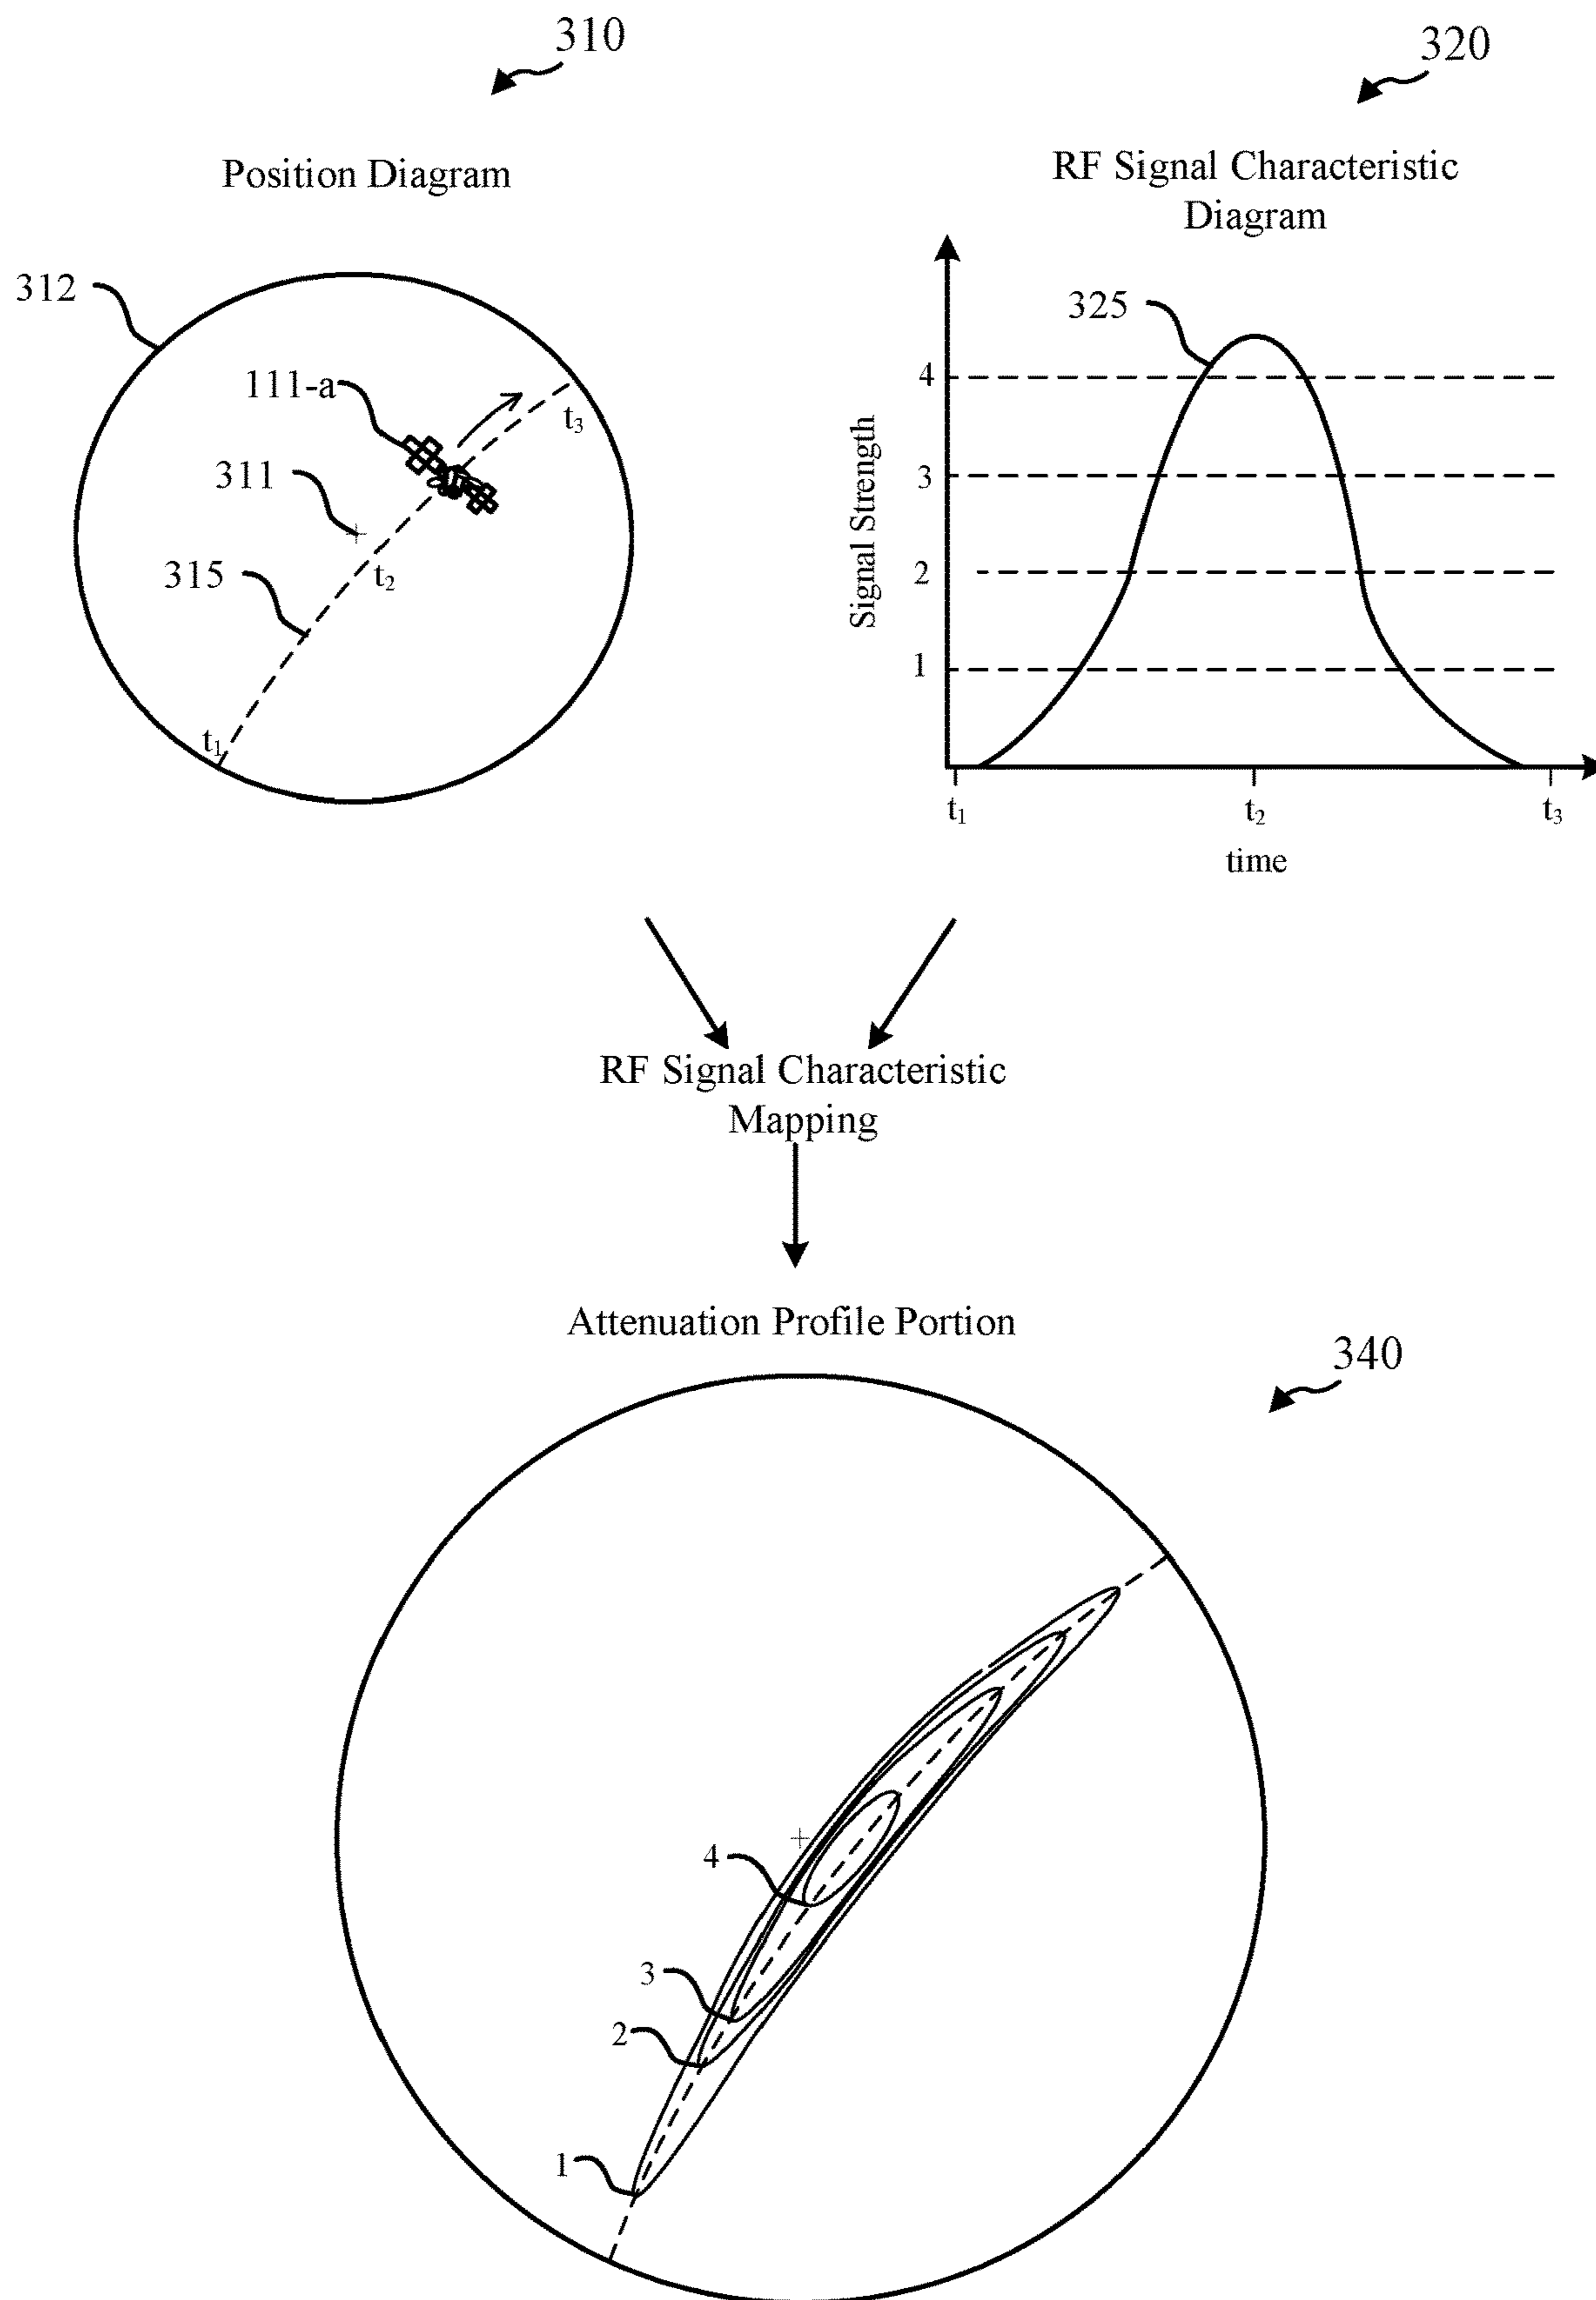 310
320
Position Diagram
RF Signal Characteristic
Diagram
312
325
111-a
311
315
t₁
t₂
t₃
Signal Strength
4
3
2
1
t₁
t₂
t₃
time
RF Signal Characteristic
Mapping
Attenuation Profile Portion
340
4
3
2
1